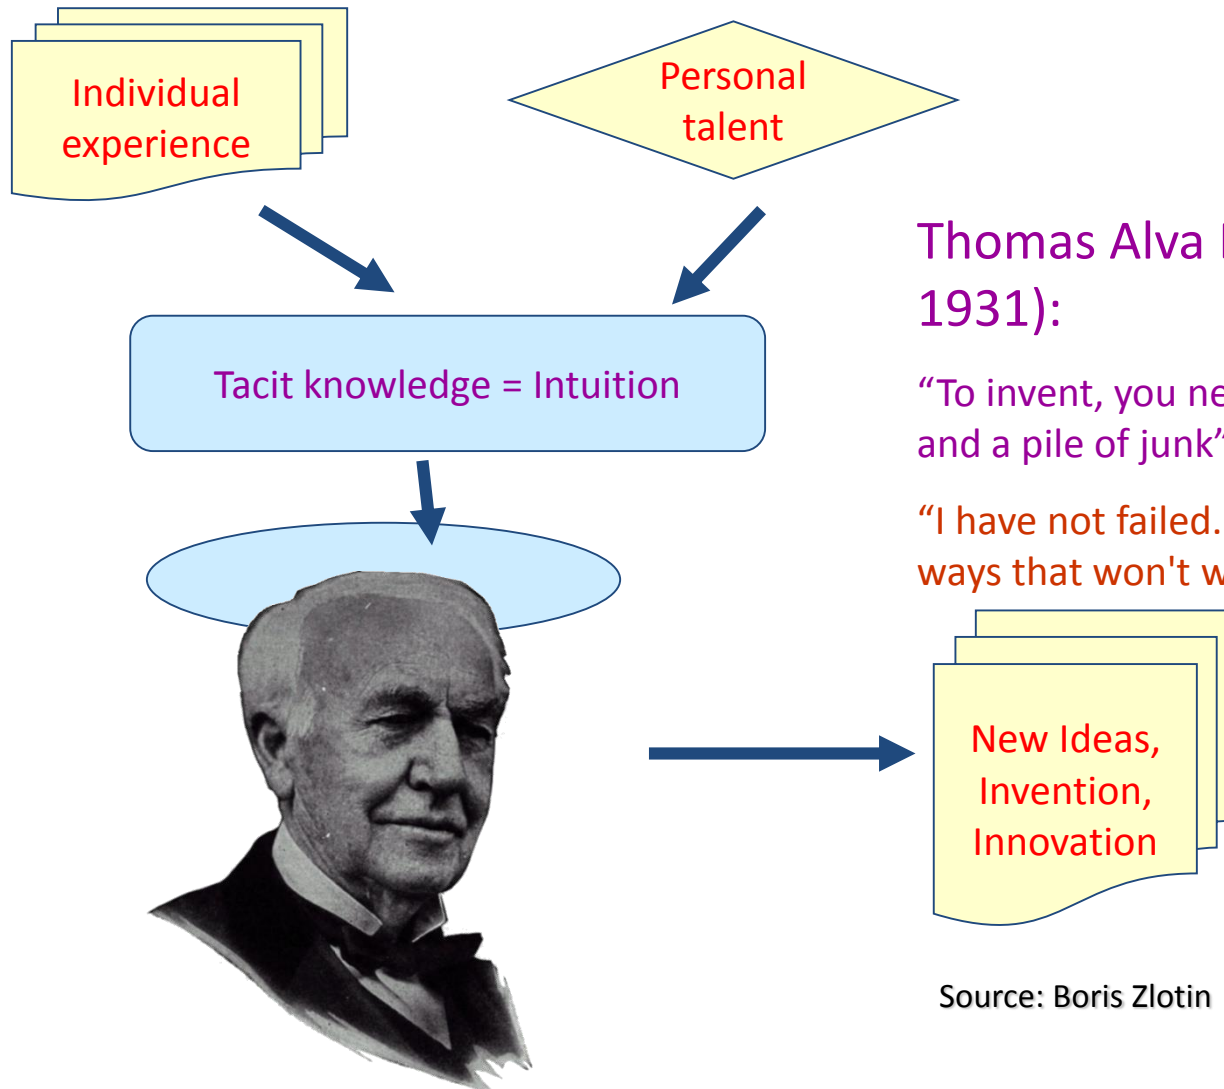 Individual
experience
Personal
talent
Tacit knowledge = Intuition
Thomas Alva
1931):
“To invent, you
and a pile of junk”
“I have not failed.
ways that won't
New Ideas,
Invention,
Innovation
Source: Boris Zlotin